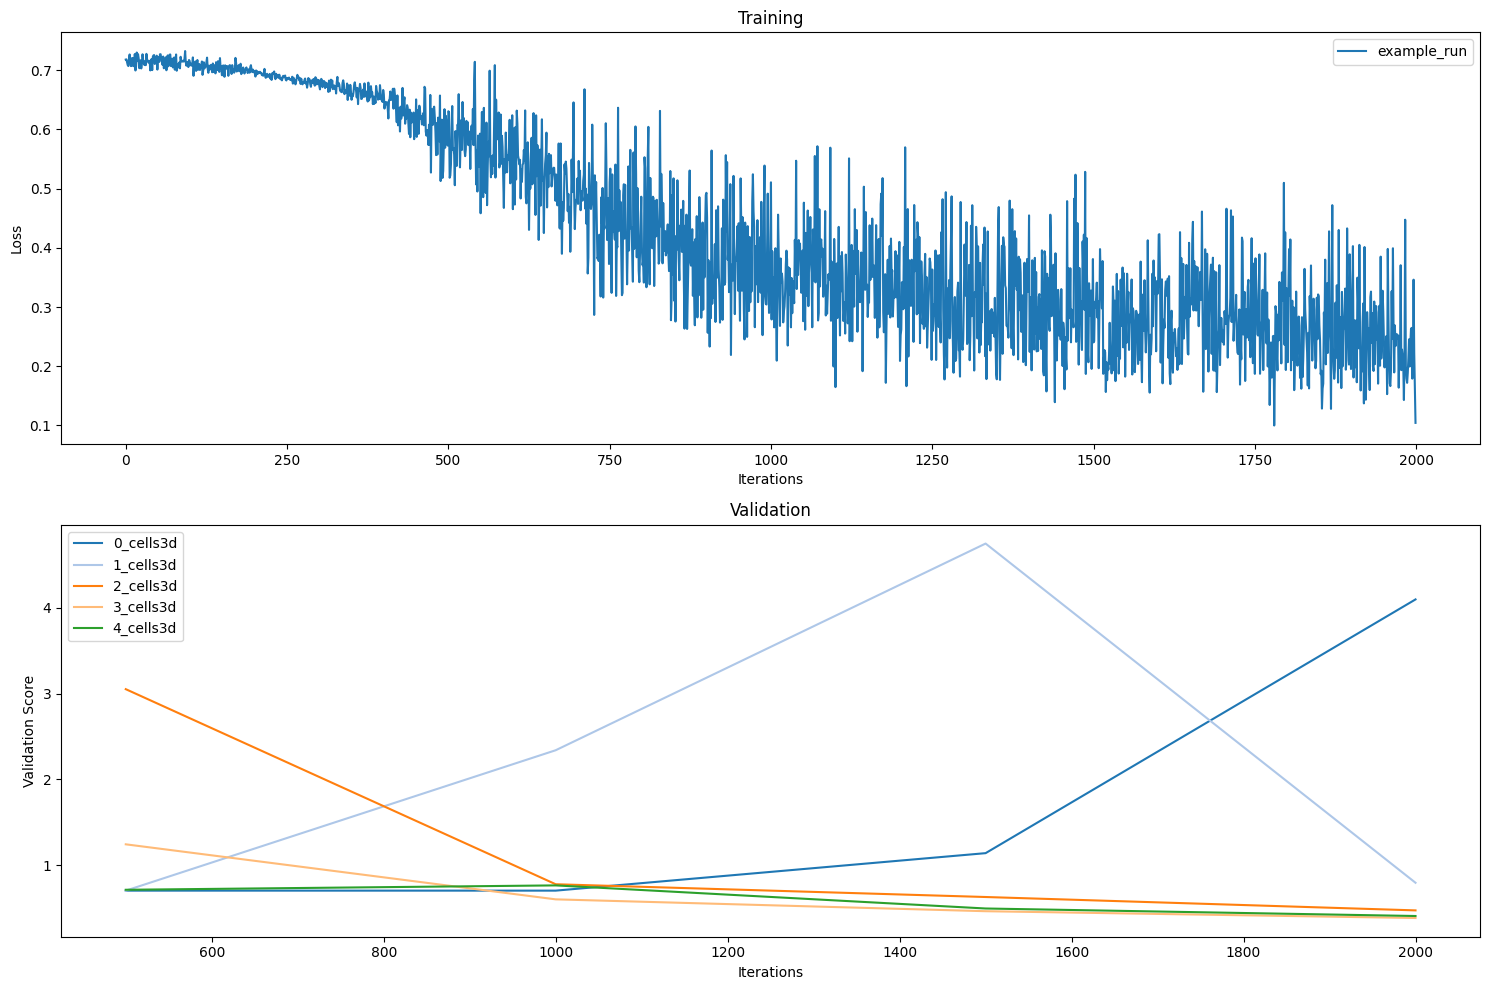 Training
example_run
Loss
0.7
0.6
0.5
0.4
0.3
0.2
0.1
0 250 500 750 1000 1250 1500 1750 2000
Iterations
Validation
0_cells3d
1_cells3d
2_cells3d
3_cells3d
4_cells3d
Validation Score
4
3
2
1
600 800 1000 1200 1400 1600 1800 2000
Iterations